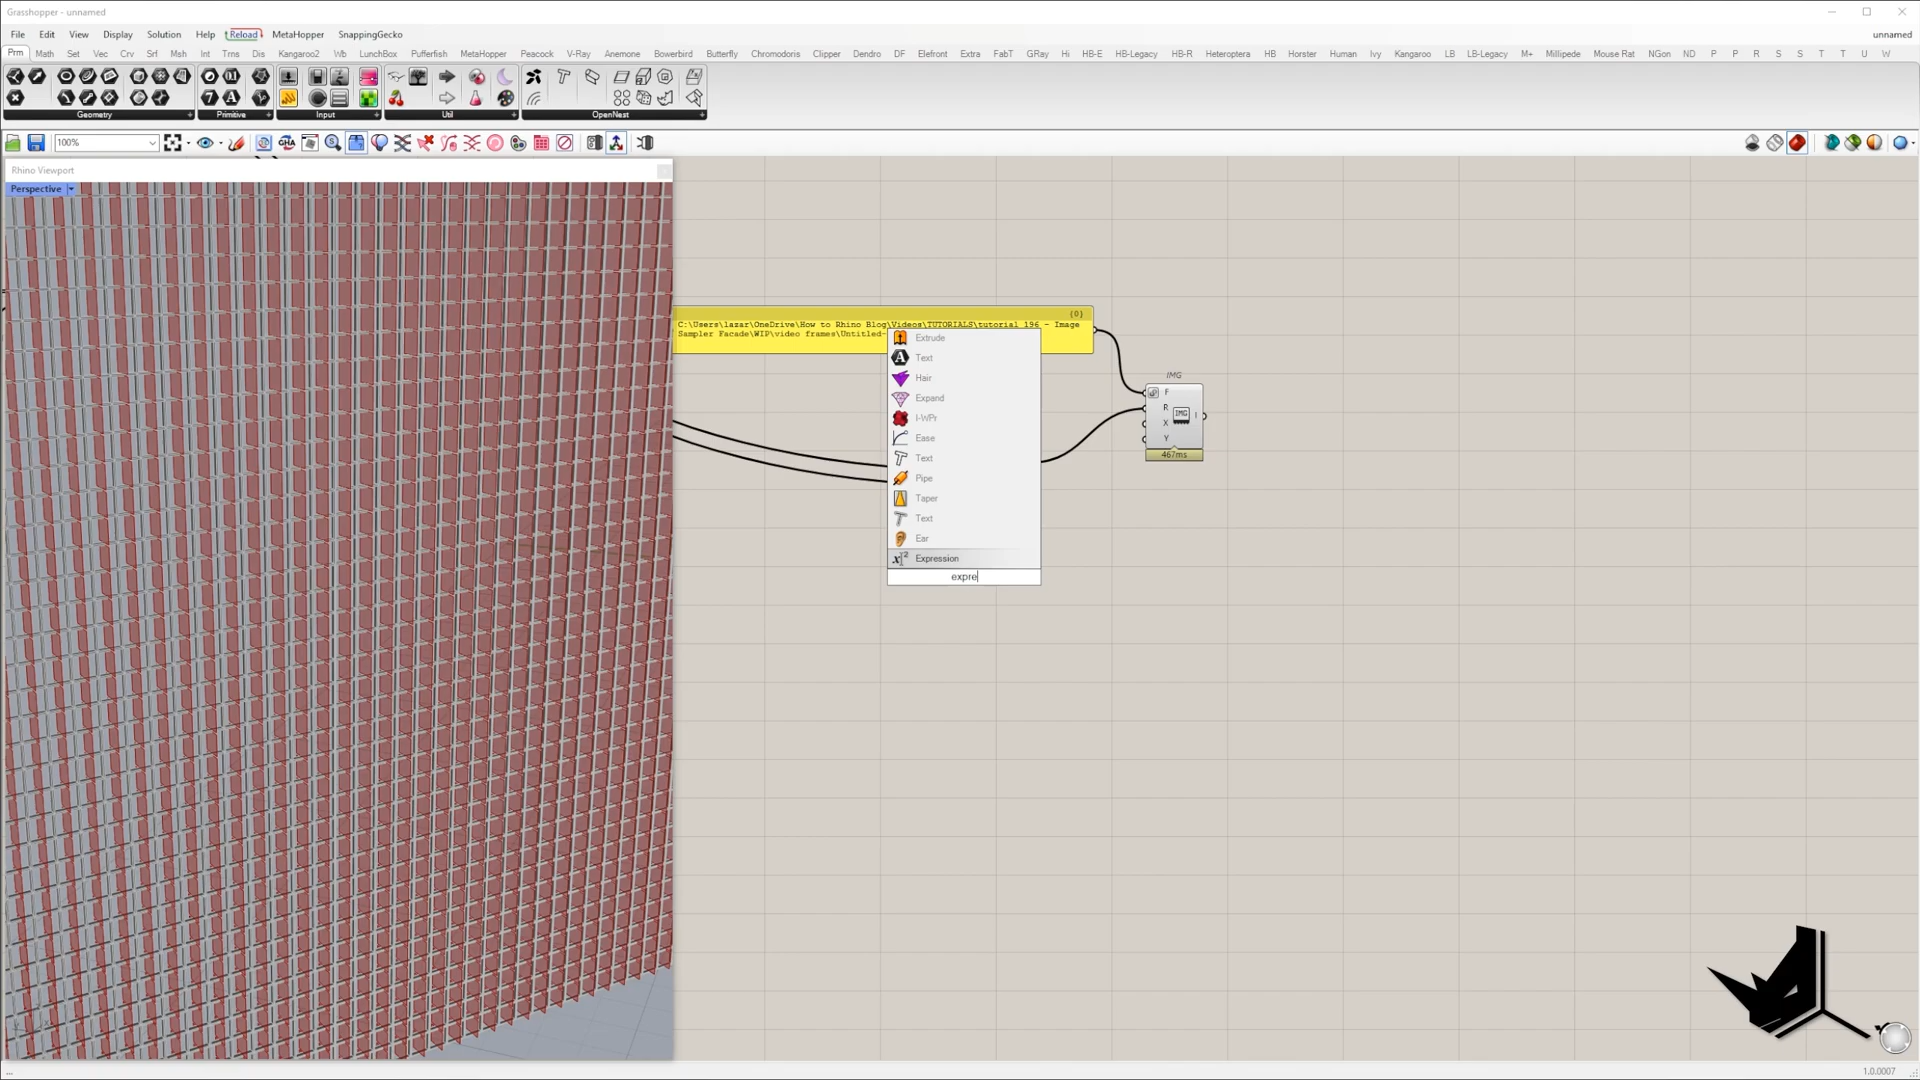 Grasshopper - unnamed
File Edit View Display Solution Help Reload MetaHopper SnappingGecko
unnamed
Prm Math Set Vec Crv Srf Msh Int Trns Dis Kangaroo2 Wb LunchBox Pufferfish MetaHopper Peacock V-Ray Anemone Bowerbird Butterfly Chromodoris Clipper Dendro DF Elefront Extra FabT GRay Hi HB-E HB-Legacy HB-R Heteroptera HB Horster Human Ivy Kangaroo LB LB-Legacy M+ Millipede Mouse Rat NGon ND P P R S S T T U W
Geometry Primitive Input Util OpenNest
100%
GHA
Rhino Viewport
Perspective
(0)
C:\Users\lazar\OneDrive\How to Rhino Blog\Videos\TUTORIALS\tutorial 196 - Image
Sampler Facade\WIP\video frames\Untitled-
Extrude
Text
Hair
Expand
I-WPr
Ease
Text
Pipe
Taper
Text
Ear
Expression
expre
IMG
F
R
X
Y
IMG
I
467ms
...
1.0.0007